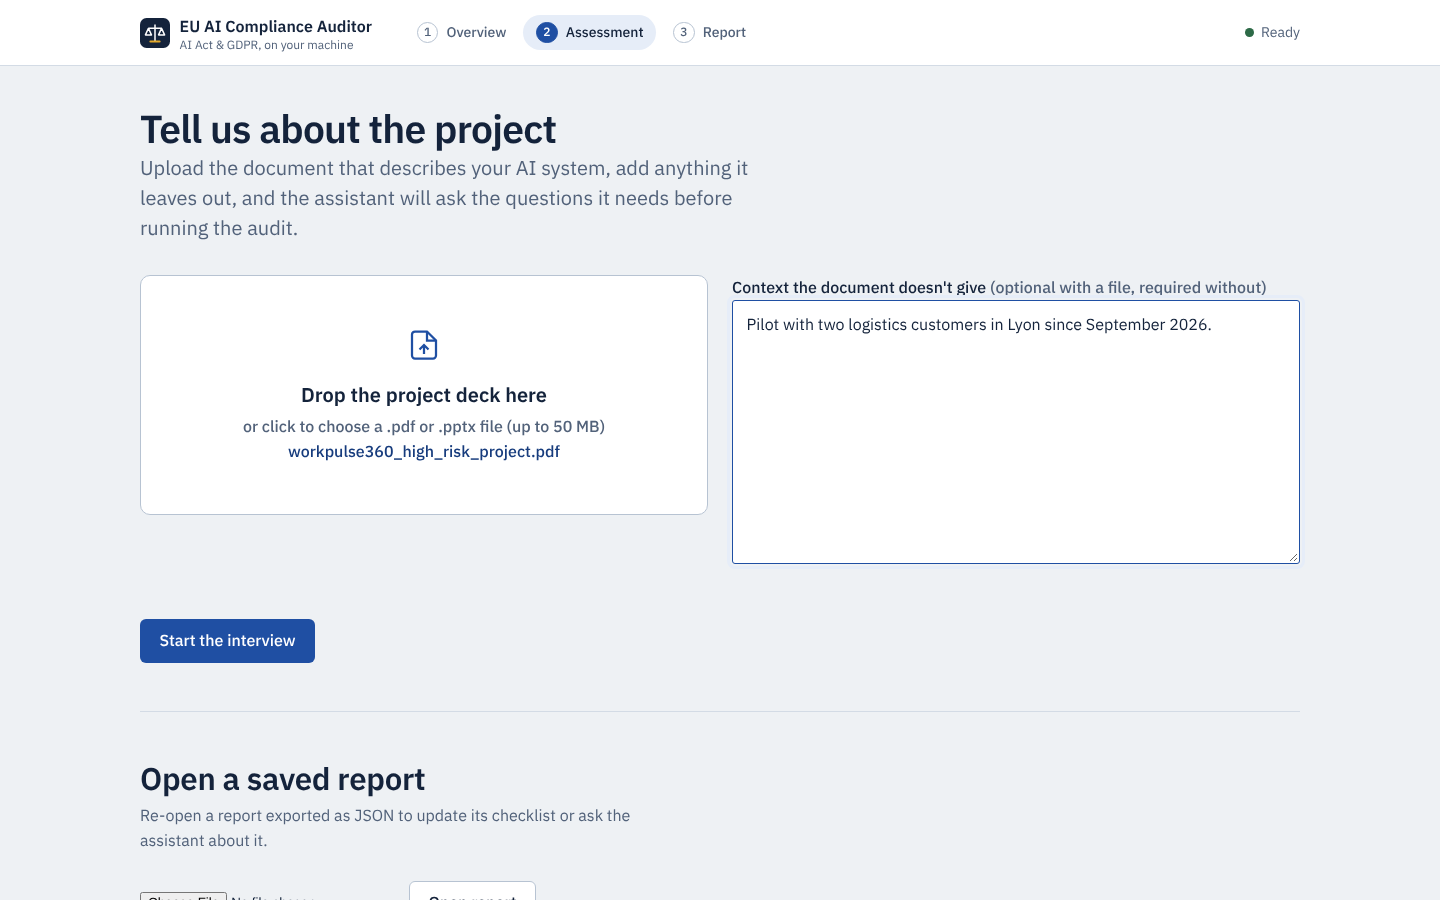 EU AI Compliance Auditor
AI Act & GDPR, on your machine
1 Overview
2 Assessment
3 Report
Ready
Tell us about the project
Upload the document that describes your AI system, add anything it
leaves out, and the assistant will ask the questions it needs before
running the audit.
Drop the project deck here
or click to choose a .pdf or .pptx file (up to 50 MB)
workpulse360_high_risk_project.pdf
Context the document doesn't give (optional with a file, required without)
Pilot with two logistics customers in Lyon since September 2026.
Start the interview
Open a saved report
Re-open a report exported as JSON to update its checklist or ask the
assistant about it.